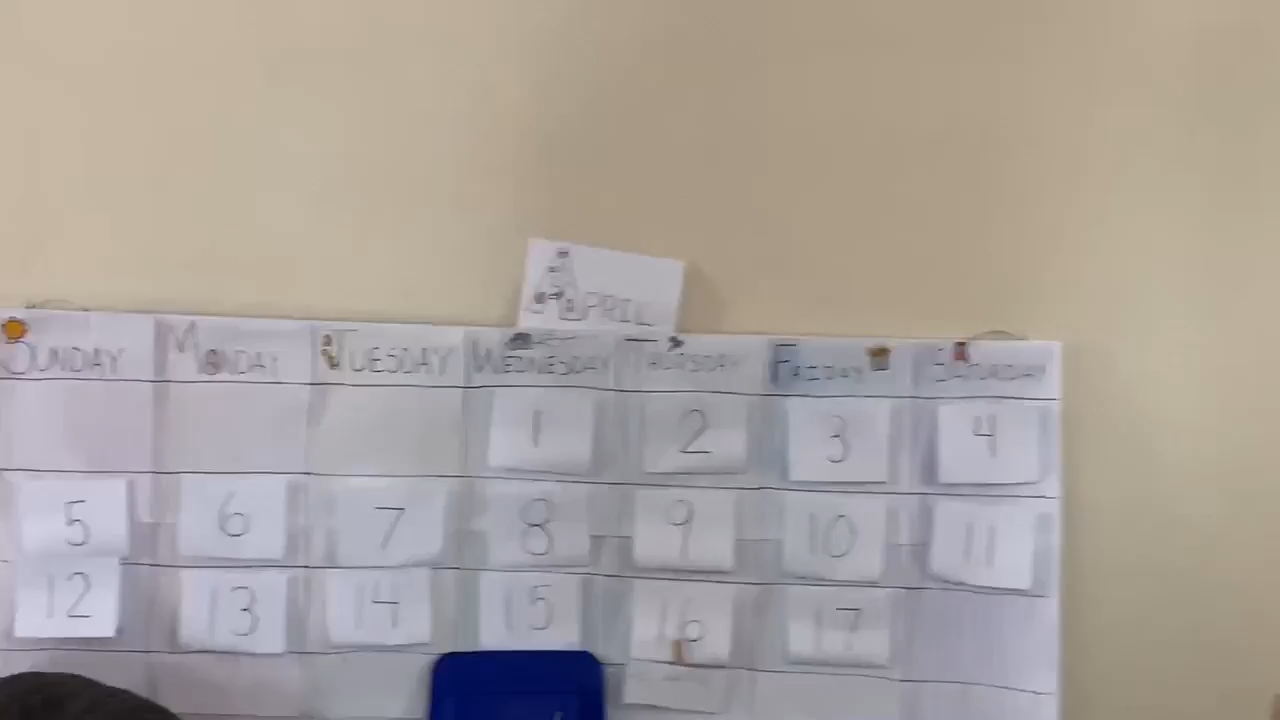 APRIL
SUNDAY MONDAY TUESDAY WEDNESDAY THURSDAY FRIDAY SATURDAY
1 2 3 4
5 6 7 8 9 10 11
12 13 14 15 16 17